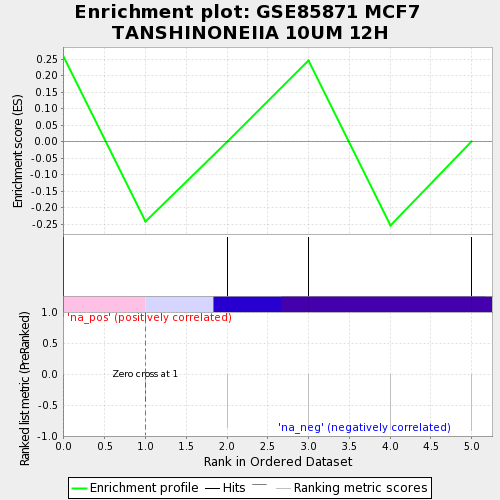 Enrichment plot: GSE85871 MCF7
TANSHINONEIIA 10UM 12H
Enrichment score (ES)
0.25
0.20
0.15
0.10
0.05
0.00
-0.05
-0.10
-0.15
-0.20
-0.25
Ranked list metric (PreRanked)
1.0
0.5
0.0
-0.5
-1.0
'na_pos' (positively correlated)
Zero cross at 1
'na_neg' (negatively correlated)
0.0 0.5 1.0 1.5 2.0 2.5 3.0 3.5 4.0 4.5 5.0
Rank in Ordered Dataset
Enrichment profile Hits Ranking metric scores